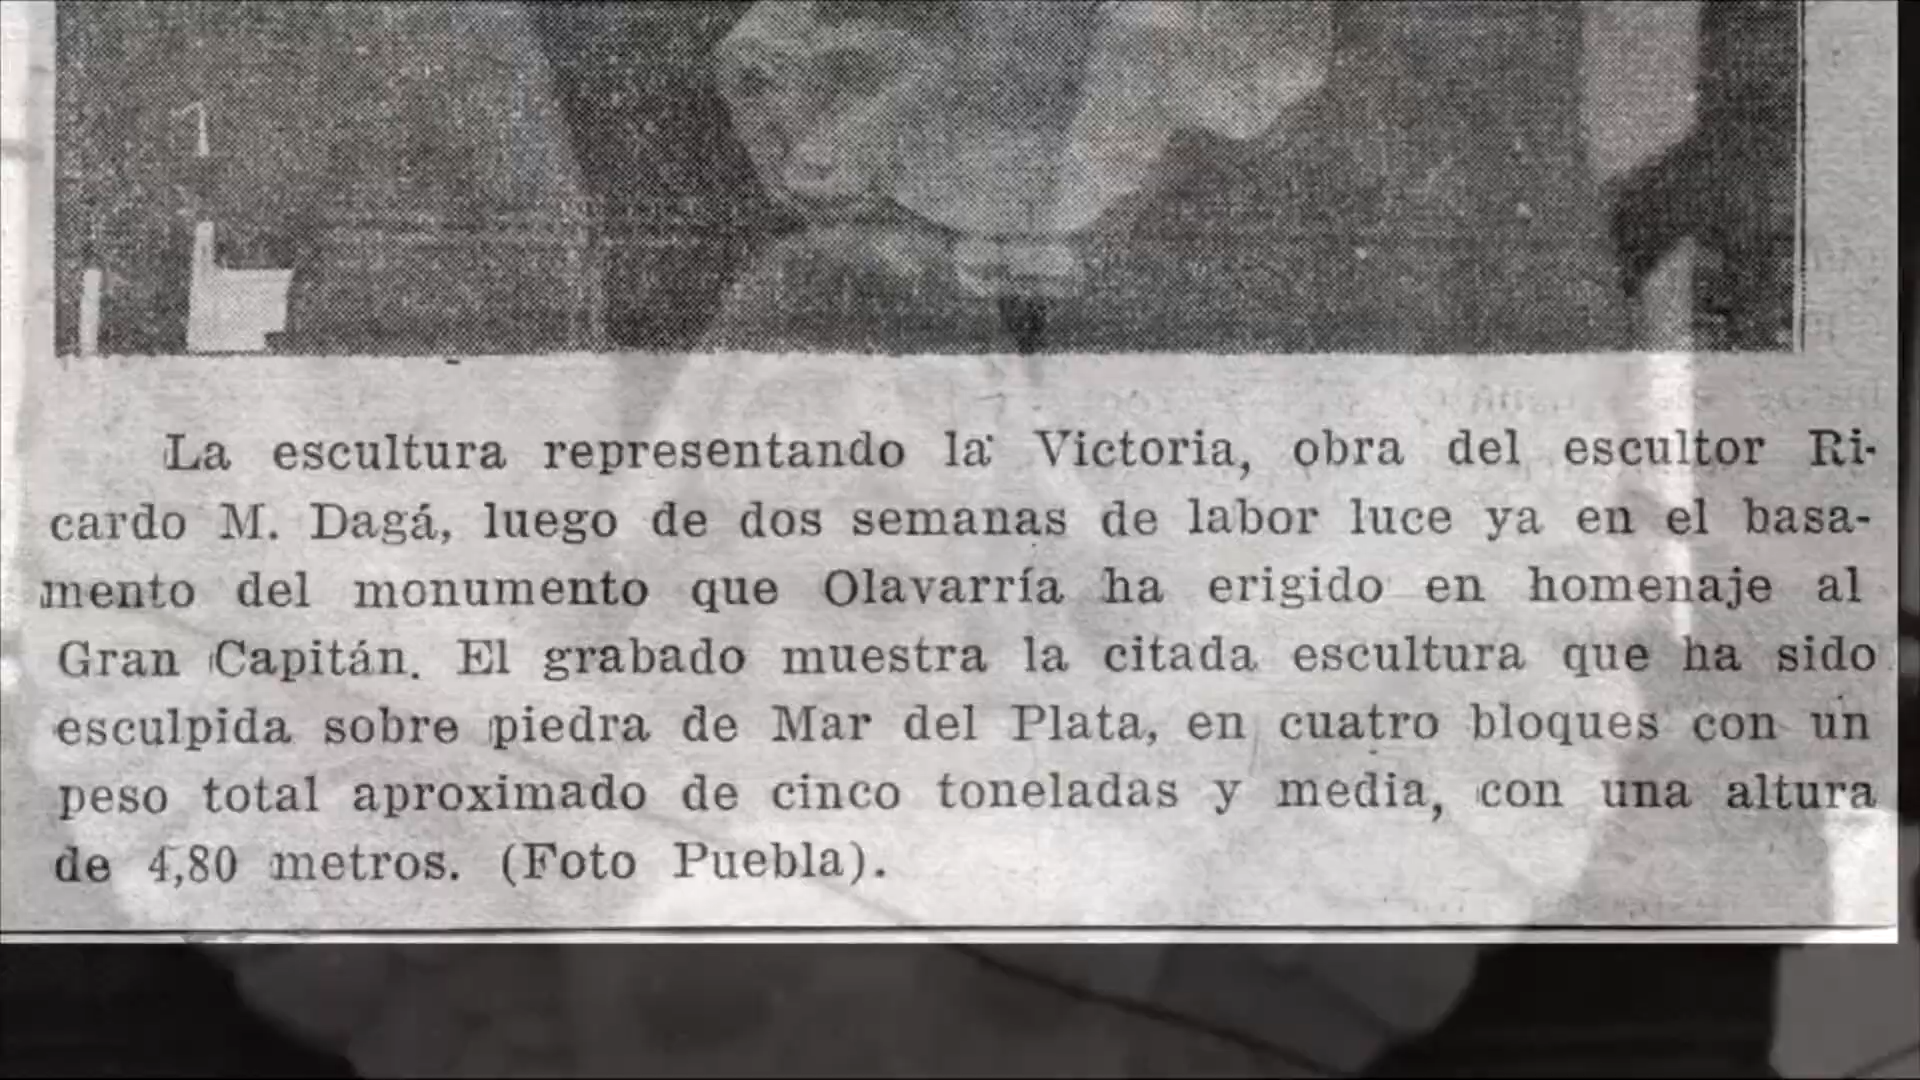 La escultura representando la Victoria, obra del escultor Ri-
cardo M. Dagá, luego de dos semanas de labor luce ya en el basa-
mento del monumento que Olavarría ha erigido en homenaje al
Gran Capitán. El grabado muestra la citada escultura que ha sido
esculpida sobre piedra de Mar del Plata, en cuatro bloques con un
peso total aproximado de cinco toneladas y media, con una altura
de 4,80 metros. (Foto Puebla).